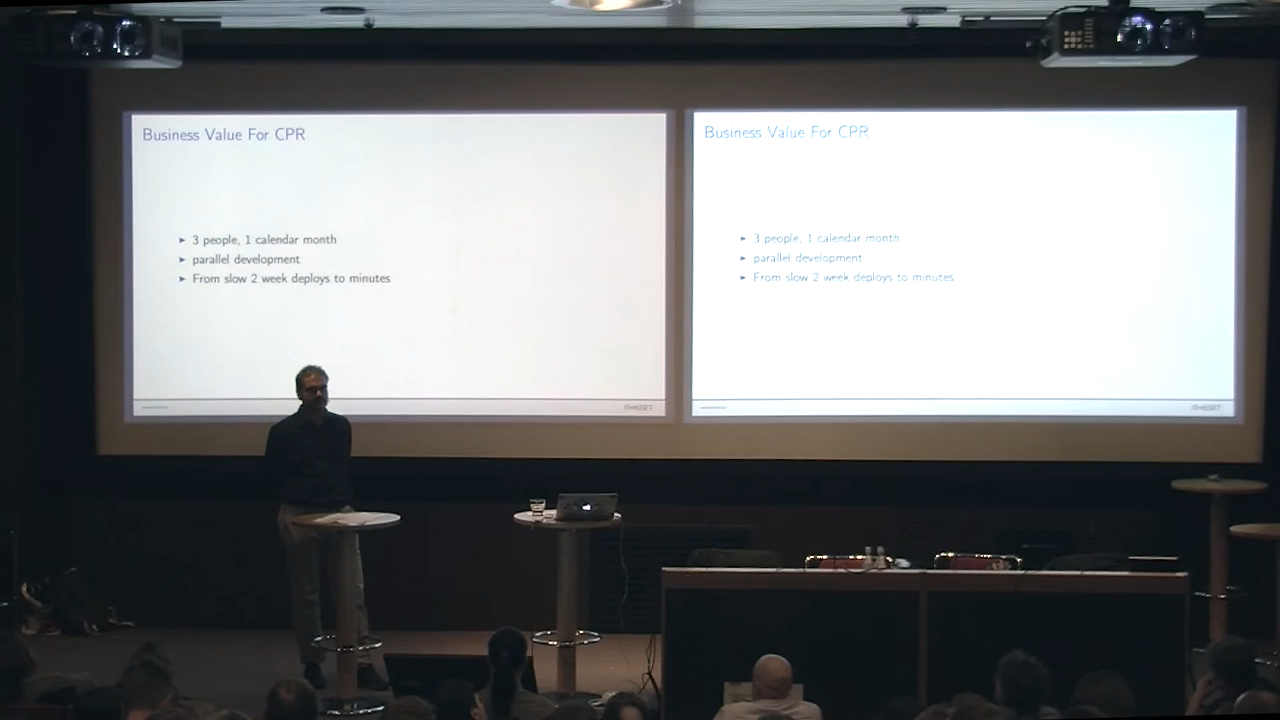 Business Value For CPR
► 3 people, 1 calendar month
► parallel development
► From slow 2 week deploys to minutes
Business Value For CPR
► 3 people, 1 calendar month
► parallel development
► From slow 2 week deploys to minutes